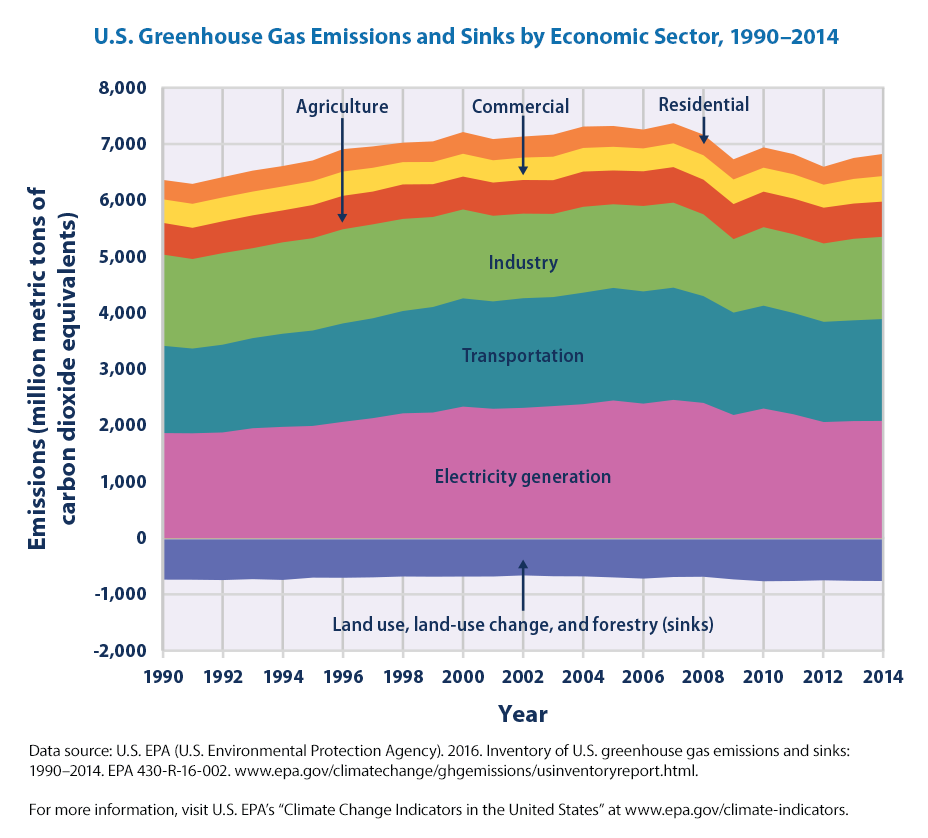 U.S. Greenhouse Gas Emissions and Sinks by Economic Sector, 1990–2014
Emissions (million metric tons of
carbon dioxide equivalents)
8,000
7,000
6,000
5,000
4,000
3,000
2,000
1,000
0
-1,000
-2,000
Agriculture
Commercial
Residential
Industry
Transportation
Electricity generation
Land use, land-use change, and forestry (sinks)
1990 1992 1994 1996 1998 2000 2002 2004 2006 2008 2010 2012 2014
Year
Data source: U.S. EPA (U.S. Environmental Protection Agency). 2016. Inventory of U.S. greenhouse gas emissions and sinks:
1990–2014. EPA 430-R-16-002. www.epa.gov/climatechange/ghgemissions/usinventoryreport.html.
For more information, visit U.S. EPA’s “Climate Change Indicators in the United States” at www.epa.gov/climate-indicators.